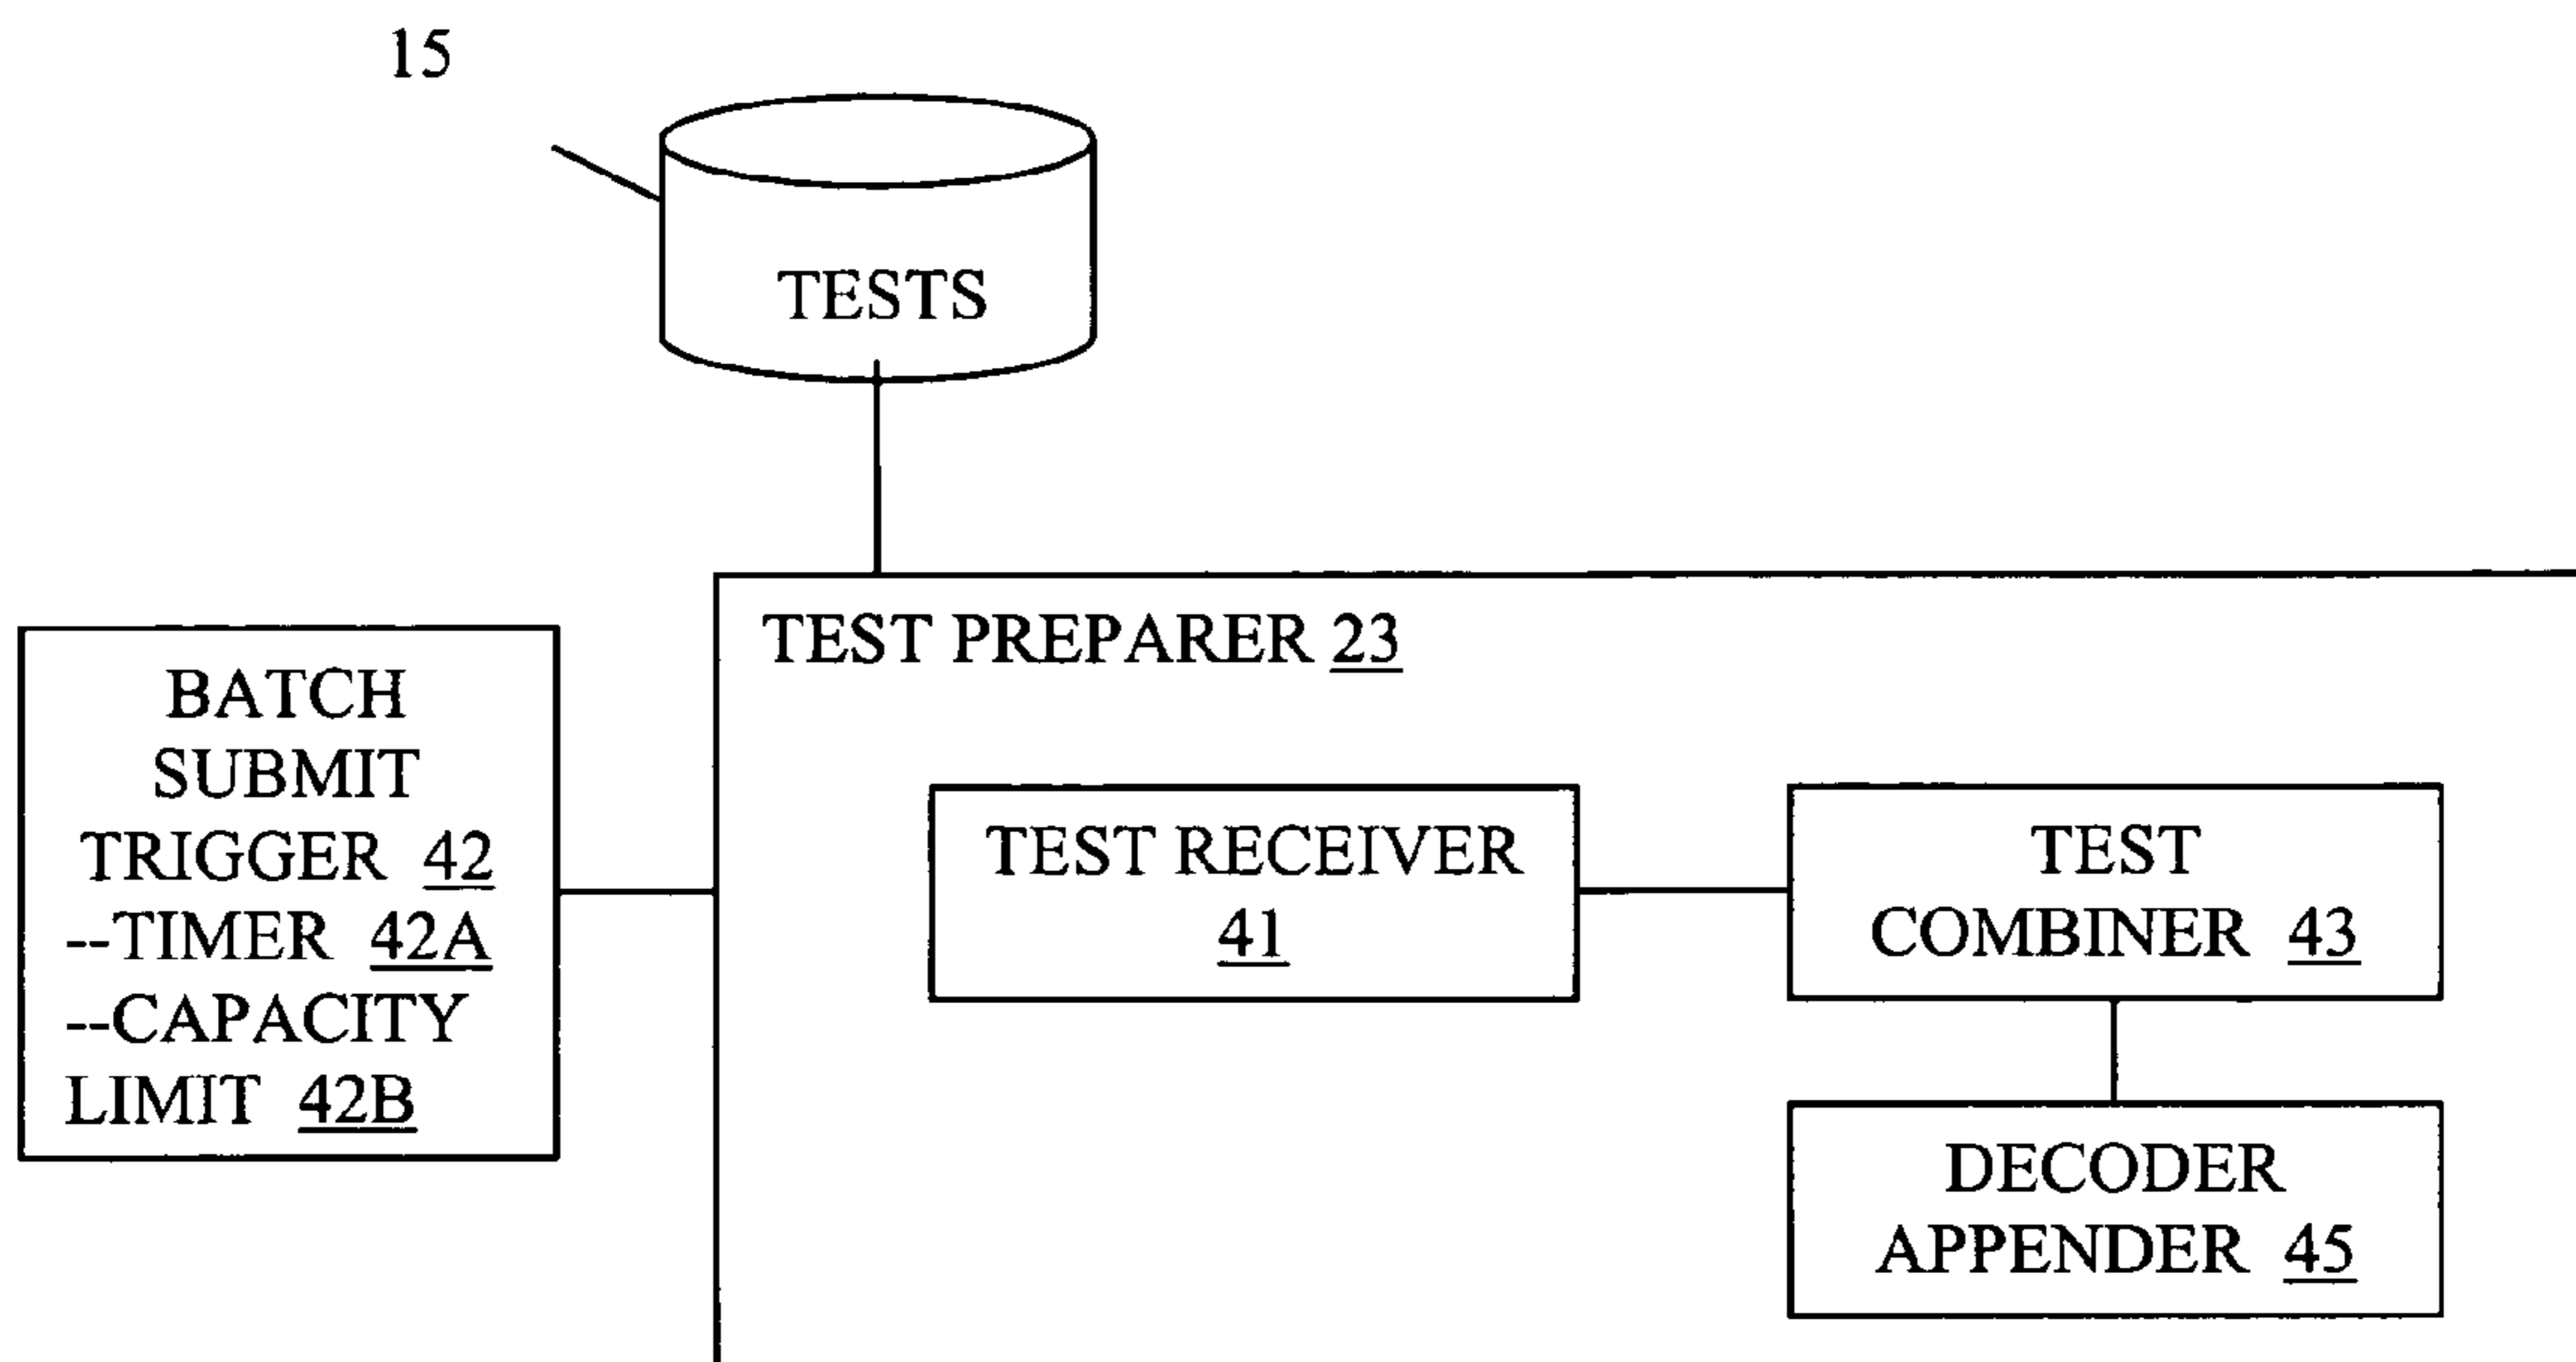 15
TESTS
TEST PREPARER 23
BATCH
SUBMIT
TRIGGER 42
--TIMER 42A
--CAPACITY
LIMIT 42B
TEST RECEIVER
41
TEST
COMBINER 43
DECODER
APPENDER 45